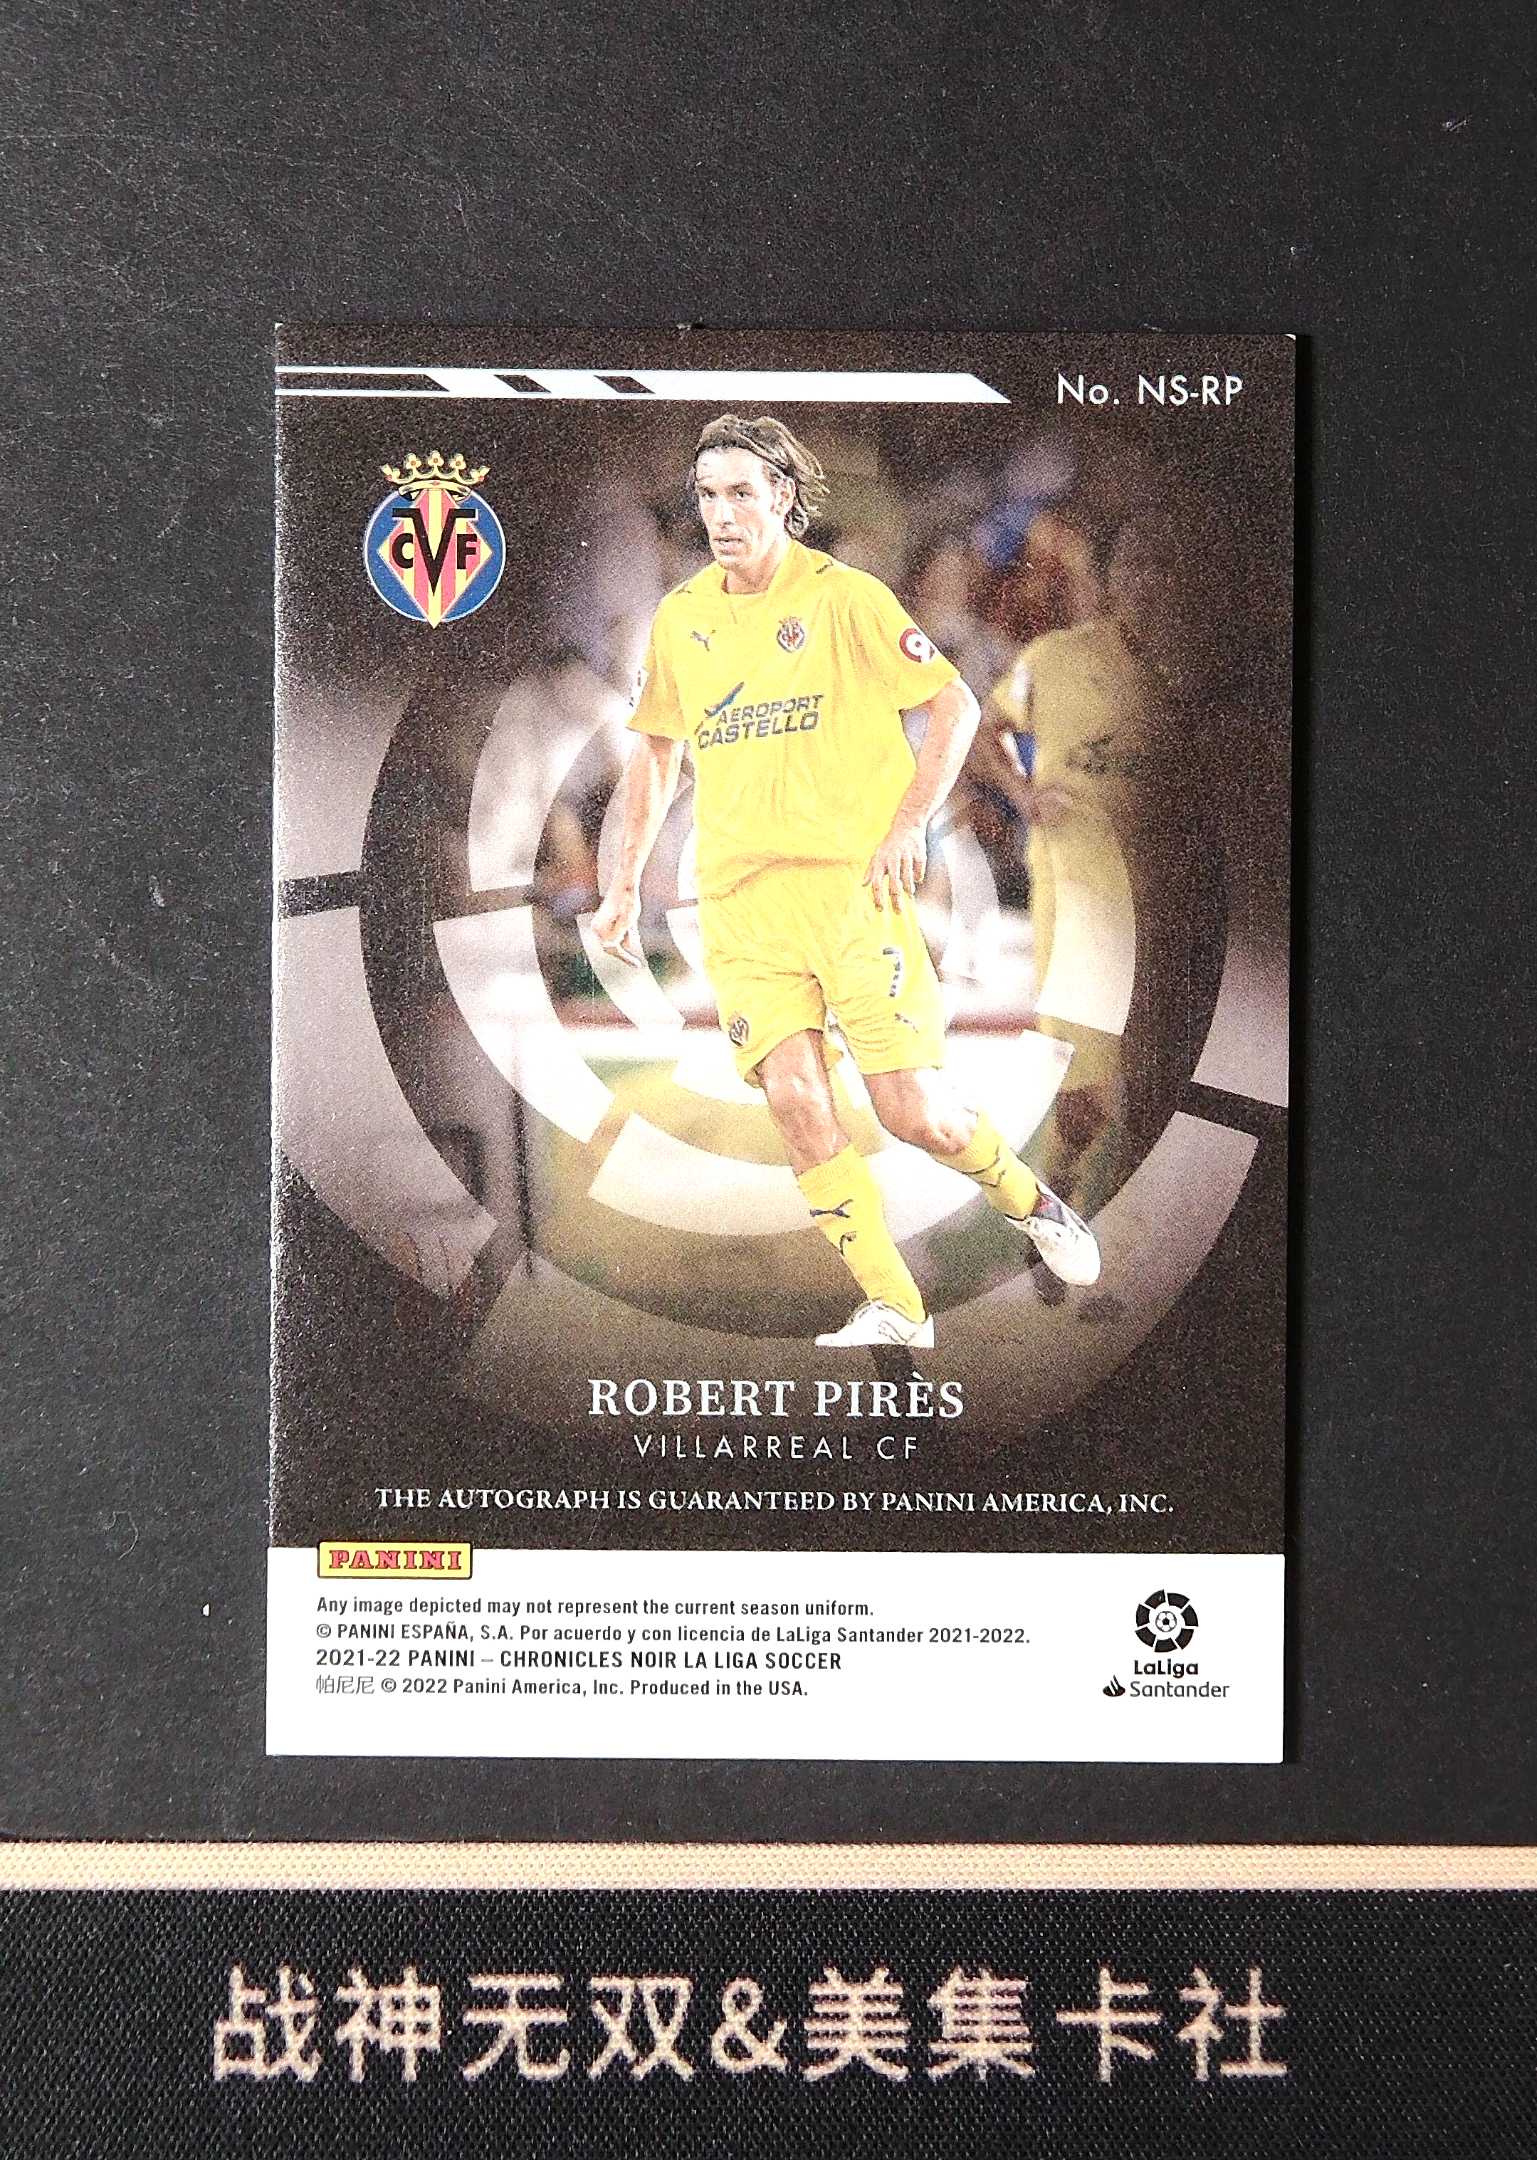 No. NS-RP
CVF
9
AEROPORT
CASTELLO
7
ROBERT PIRÈS
VILLARREAL CF
THE AUTOGRAPH IS GUARANTEED BY PANINI AMERICA, INC.
PANINI
Any image depicted may not represent the current season uniform.
© PANINI ESPAÑA, S.A. Por acuerdo y con licencia de LaLiga Santander 2021-2022.
2021-22 PANINI – CHRONICLES NOIR LA LIGA SOCCER
帕尼尼 © 2022 Panini America, Inc. Produced in the USA.
LaLiga
Santander
战神无双&美集卡社